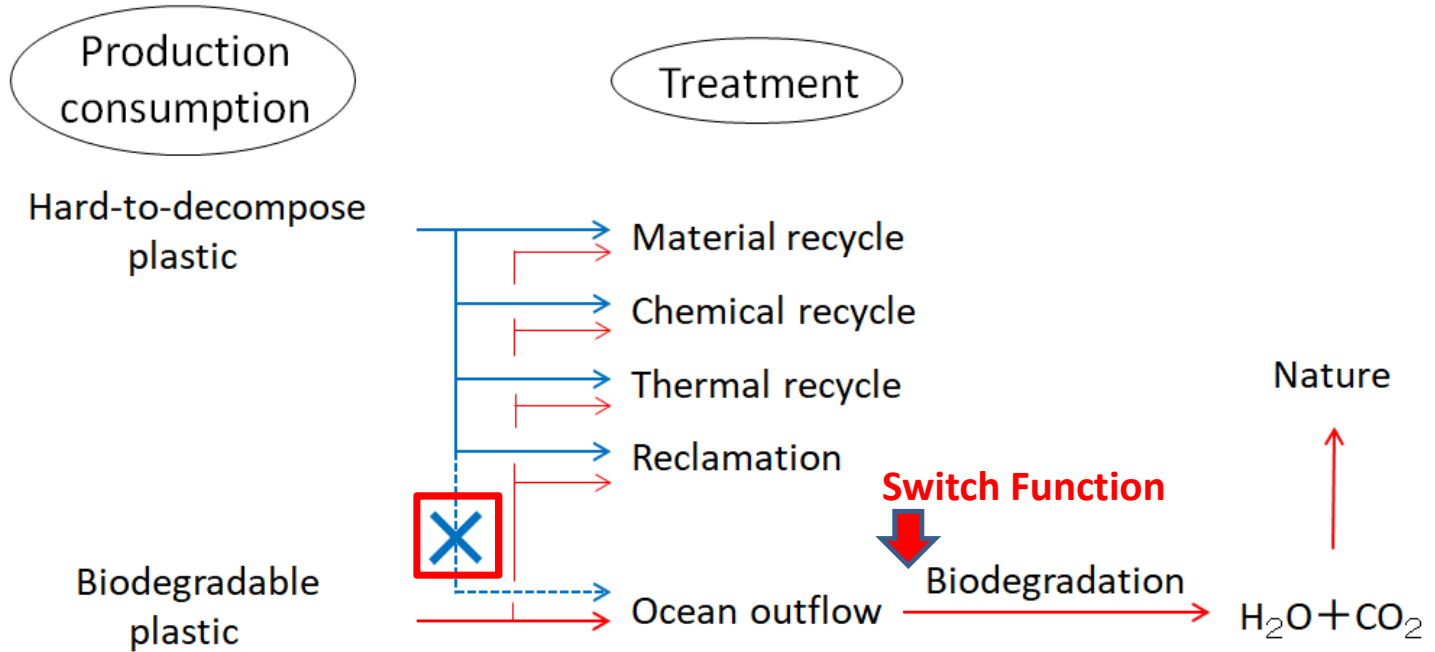 Production
consumption
Treatment
Hard-to-decompose
plastic
Material recycle
Chemical recycle
Thermal recycle
Nature
Reclamation
Switch Function
Biodegradable
plastic
Ocean outflow
Biodegradation
H₂O+CO₂